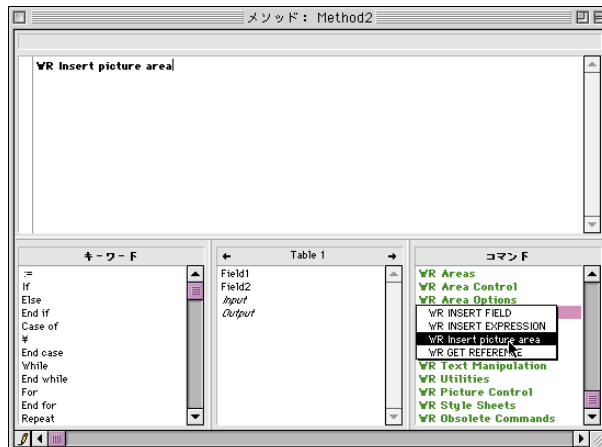 メソッド： Method2
WR Insert picture area
キーワード
:=
If
Else
End if
Case of
¥
End case
While
End while
For
End for
Repeat
← Table 1 →
Field1
Field2
Input
Output
コマンド
WR Areas
WR Area Control
WR Area Options
WR INSERT FIELD
WR INSERT EXPRESSION
WR Insert picture area
WR GET REFERENCE
WR Text Manipulation
WR Utilities
WR Picture Control
WR Style Sheets
WR Obsolete Commands